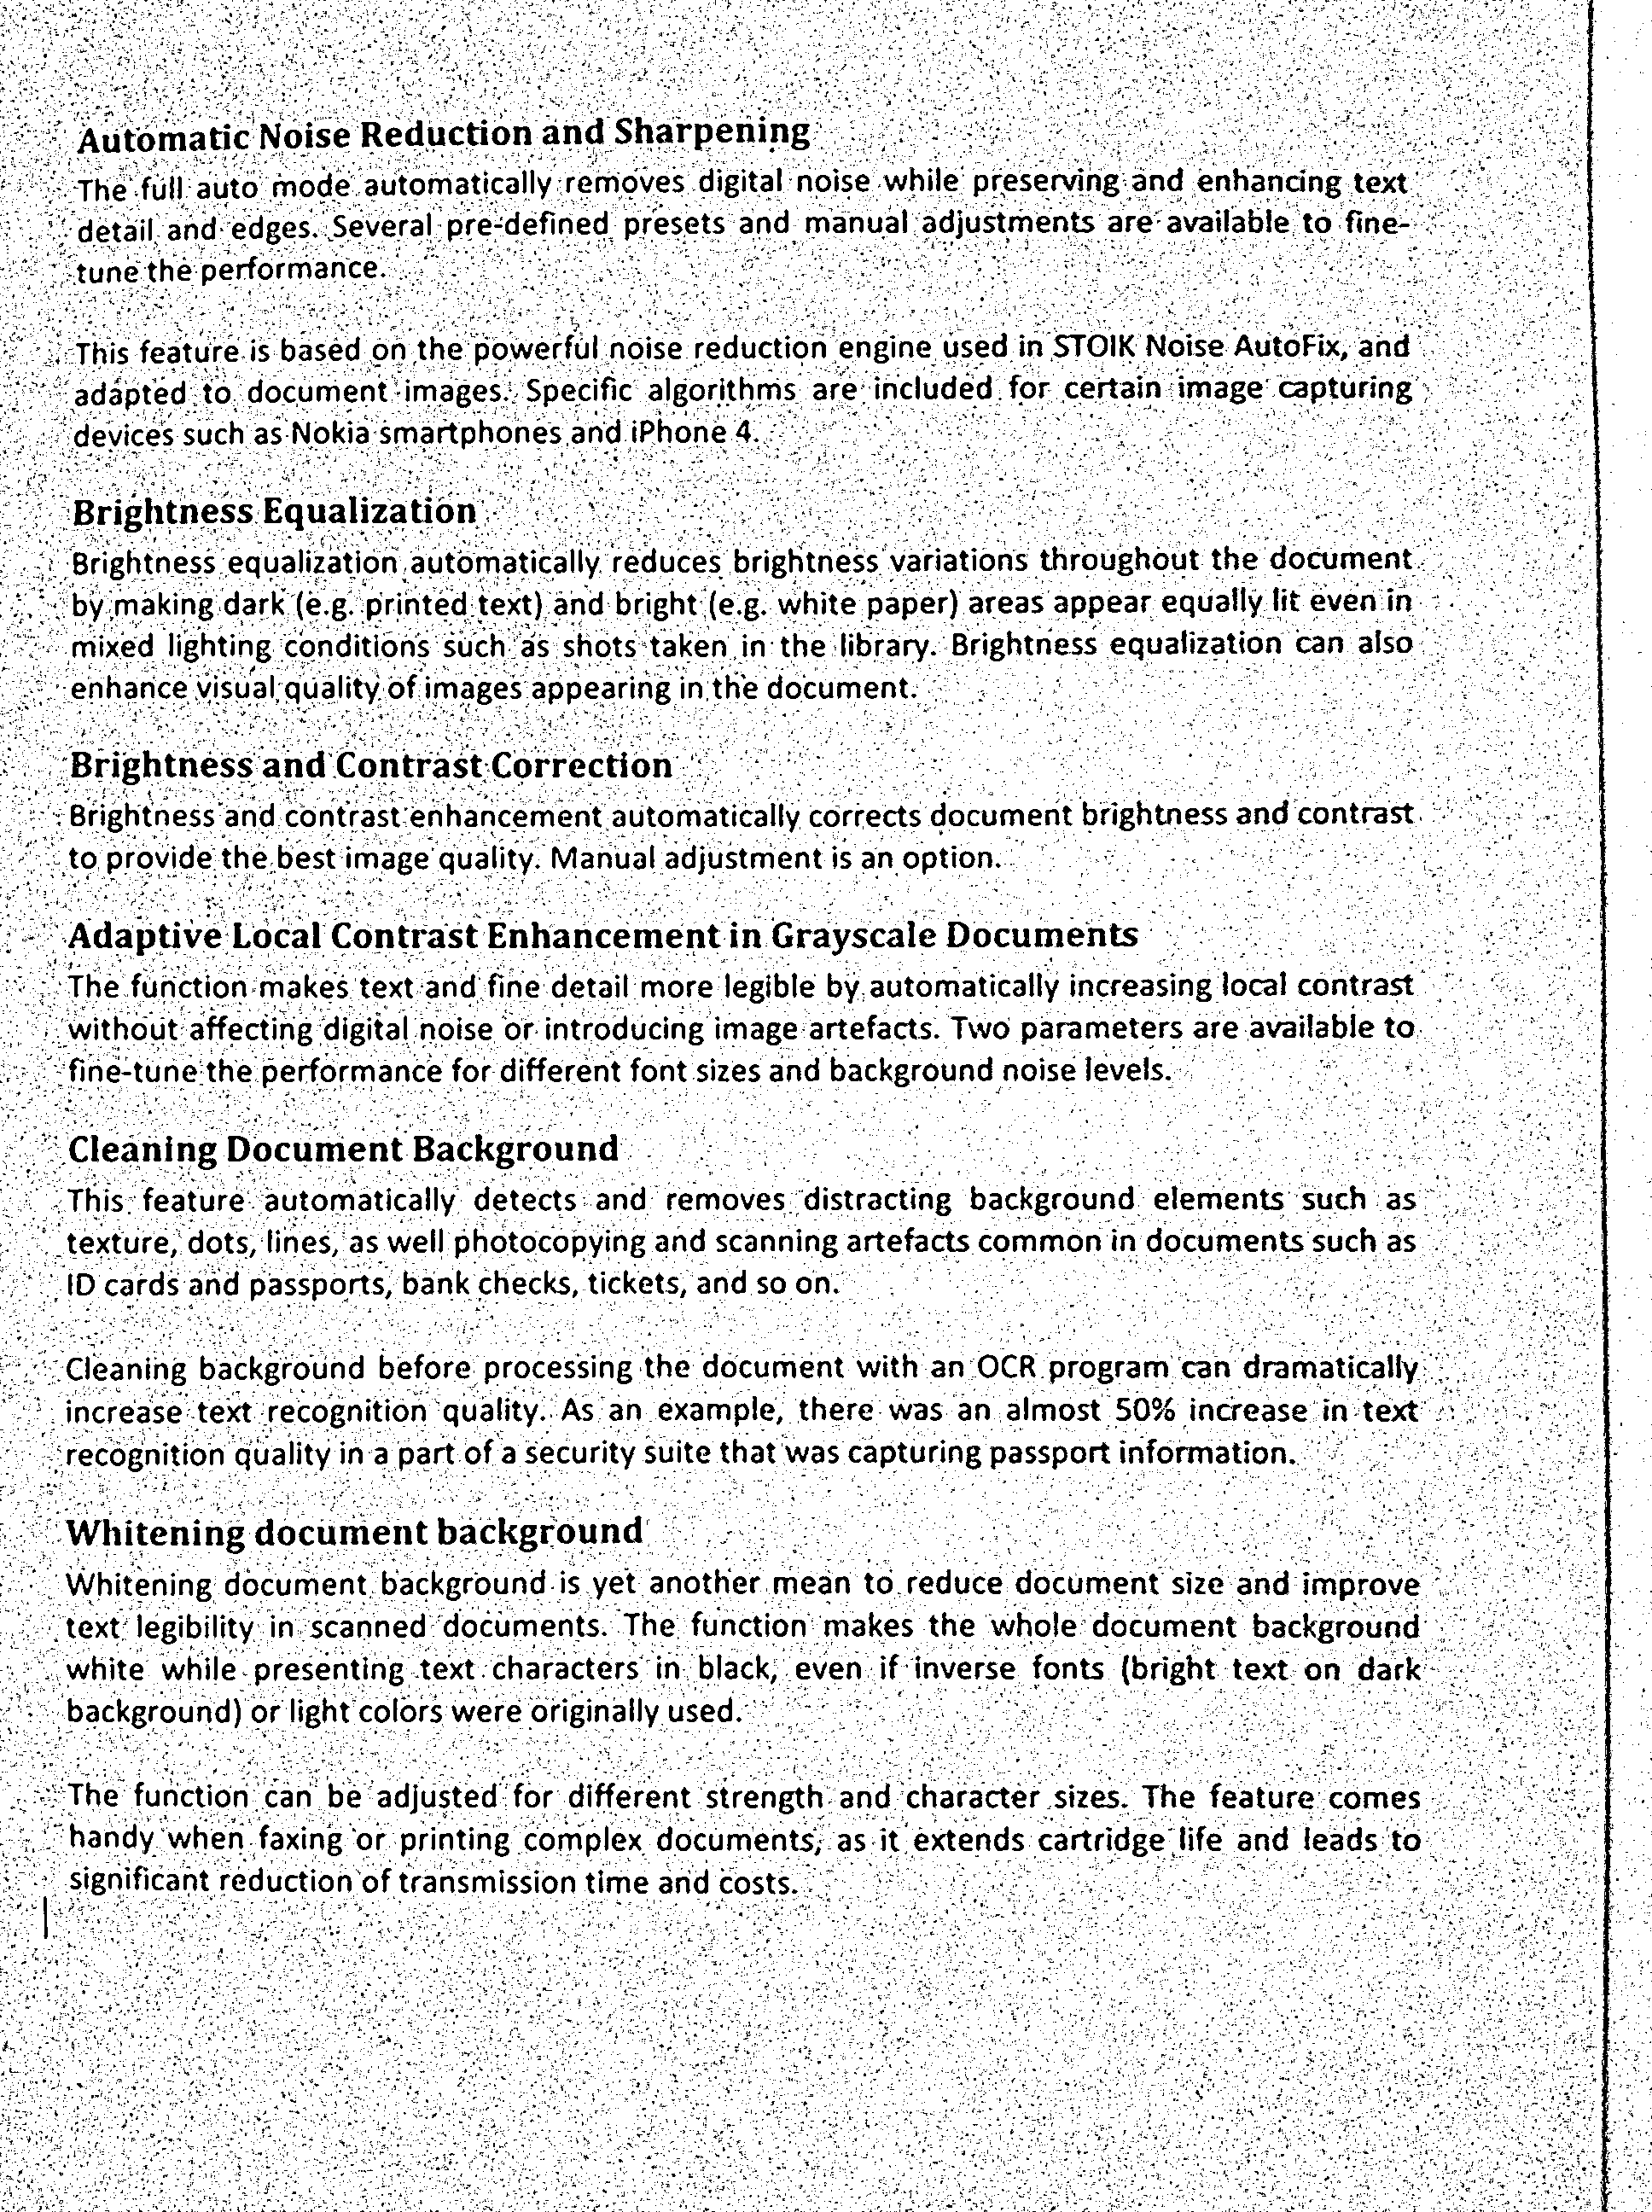 Automatic Noise Reduction and Sharpening
The full auto mode automatically removes digital noise while preserving and enhancing text
detail and edges. Several pre-defined presets and manual adjustments are available to fine-
tune the performance.
This feature is based on the powerful noise reduction engine used in STOIK Noise AutoFix, and
adapted to document images. Specific algorithms are included for certain image capturing
devices such as Nokia smartphones and iPhone 4.
Brightness Equalization
Brightness equalization automatically reduces brightness variations throughout the document
by making dark (e.g. printed text) and bright (e.g. white paper) areas appear equally lit even in
mixed lighting conditions such as shots taken in the library. Brightness equalization can also
enhance visual quality of images appearing in the document.
Brightness and Contrast Correction
Brightness and contrast enhancement automatically corrects document brightness and contrast
to provide the best image quality. Manual adjustment is an option.
Adaptive Local Contrast Enhancement in Grayscale Documents
The function makes text and fine detail more legible by automatically increasing local contrast
without affecting digital noise or introducing image artefacts. Two parameters are available to
fine-tune the performance for different font sizes and background noise levels.
Cleaning Document Background
This feature automatically detects and removes distracting background elements such as
texture, dots, lines, as well photocopying and scanning artefacts common in documents such as
ID cards and passports, bank checks, tickets, and so on.
Cleaning background before processing the document with an OCR program can dramatically
increase text recognition quality. As an example, there was an almost 50% increase in text
recognition quality in a part of a security suite that was capturing passport information.
Whitening document background
Whitening document background is yet another mean to reduce document size and improve
text legibility in scanned documents. The function makes the whole document background
white while presenting text characters in black, even if inverse fonts (bright text on dark
background) or light colors were originally used.
The function can be adjusted for different strength and character sizes. The feature comes
handy when faxing or printing complex documents, as it extends cartridge life and leads to
significant reduction of transmission time and costs.